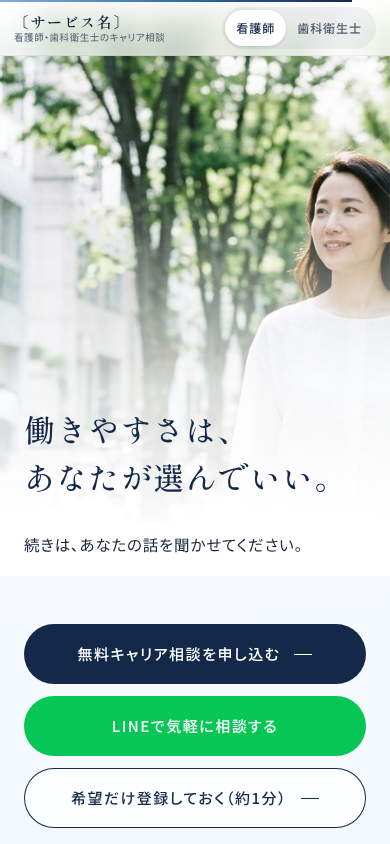 〔サービス名〕
看護師・歯科衛生士のキャリア相談
看護師
歯科衛生士
働きやすさは、
あなたが選んでいい。
続きは、あなたの話を聞かせてください。
無料キャリア相談を申し込む
LINEで気軽に相談する
希望だけ登録しておく（約1分）